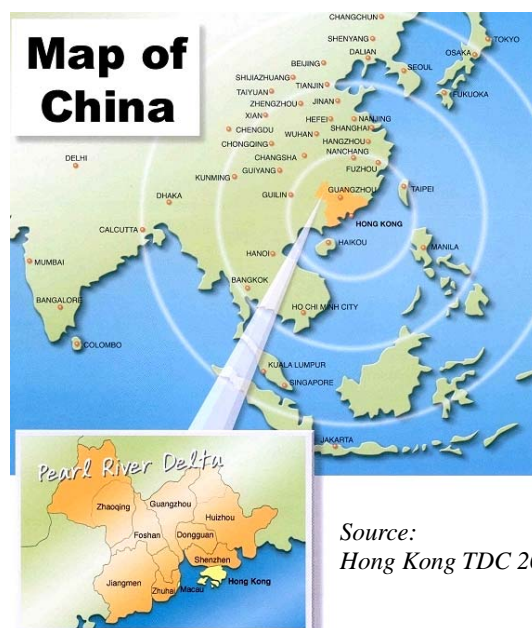 Map of
China
CHANGCHUN
SHENYANG
TOKYO
DALIAN
OSAKA
BEIJING
SEOUL
SHIJIAZHUANG
TIANJIN
TAIYUAN
FUKUOKA
ZHENGZHOU
JINAN
XIAN
HEFEI
NANJING
CHENGDU
WUHAN
SHANGHAI
CHONGQING
HANGZHOU
CHANGSHA
NANCHANG
DELHI
GUIYANG
FUZHOU
KUNMING
DHAKA
GUILIN
GUANGZHOU
TAIPEI
HONG KONG
CALCUTTA
HAIKOU
MANILA
HANOI
MUMBAI
BANGKOK
BANGALORE
HO CHI MINH CITY
COLOMBO
KUALA LUMPUR
SINGAPORE
JAKARTA
Pearl River Delta
Zhaoqing
Guangzhou
Huizhou
Foshan
Dongguan
Shenzhen
Jiangmen
Zhuhai
Macau
Hong Kong
Source:
Hong Kong TDC